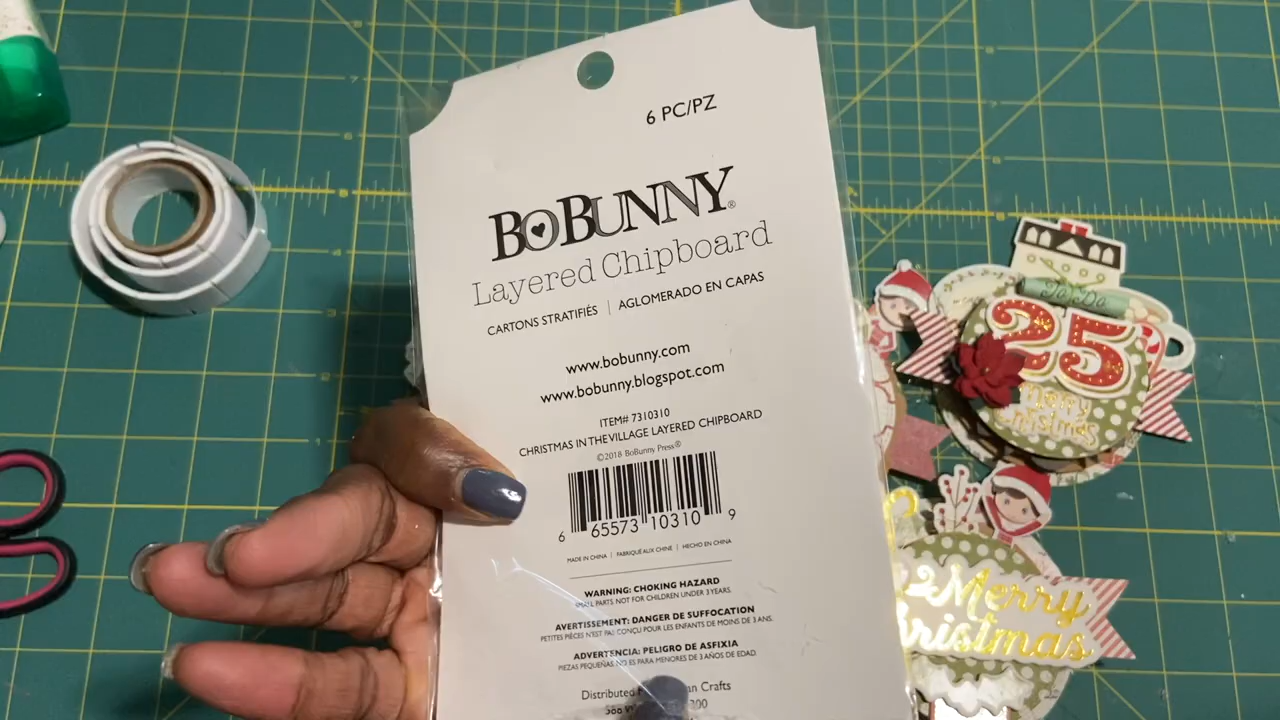 6 PC/PZ
BOBUNNY®
Layered Chipboard
CARTONS STRATIFIÉS | AGLOMERADO EN CAPAS
www.bobunny.com
www.bobunny.blogspot.com
ITEM# 7310310
CHRISTMAS IN THE VILLAGE LAYERED CHIPBOARD
©2018 BoBunny Press®
6 65573 10310 9
MADE IN CHINA | FABRIQUÉ AUX CHINE | HECHO EN CHINA
WARNING: CHOKING HAZARD
SMALL PARTS NOT FOR CHILDREN UNDER 3 YEARS.
AVERTISSEMENT: DANGER DE SUFFOCATION
PETITES PIÈCES N'EST PAS CONÇU POUR LES ENFANTS DE MOINS DE 3 ANS.
ADVERTENCIA: PELIGRO DE ASFIXIA
PIEZAS PEQUEÑAS NO ES PARA MENORES DE 3 AÑOS DE EDAD.
Distributed Crafts
To Do
25
Merry
Christmas
Merry
Christmas